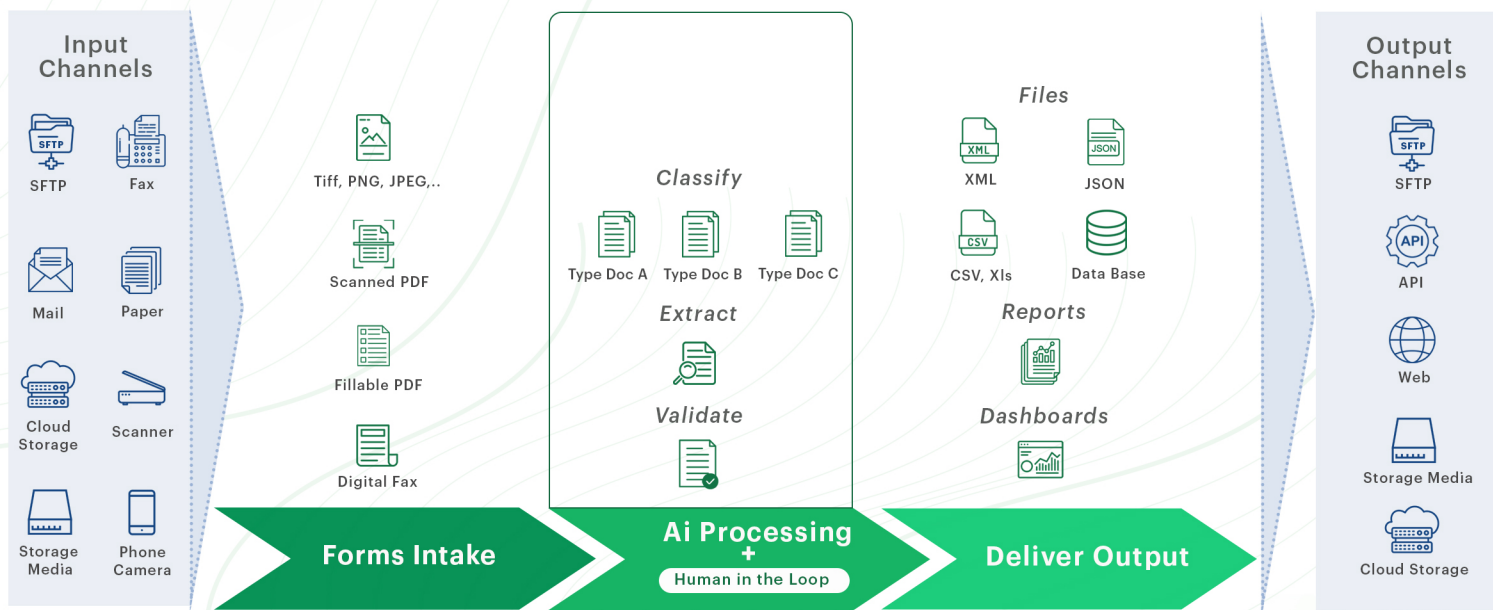 Input
Channels
SFTP
SFTP
Fax
Mail
Paper
Cloud
Storage
Scanner
Storage
Media
Phone
Camera
Tiff, PNG, JPEG,..
Scanned PDF
Fillable PDF
Digital Fax
Forms Intake
Classify
Type Doc A
Type Doc B
Type Doc C
Extract
Validate
Ai Processing
+
Human in the Loop
Files
XML
XML
JSON
JSON
CSV
CSV, Xls
Data Base
Reports
Dashboards
Deliver Output
Output
Channels
SFTP
SFTP
API
API
Web
Storage Media
Cloud Storage